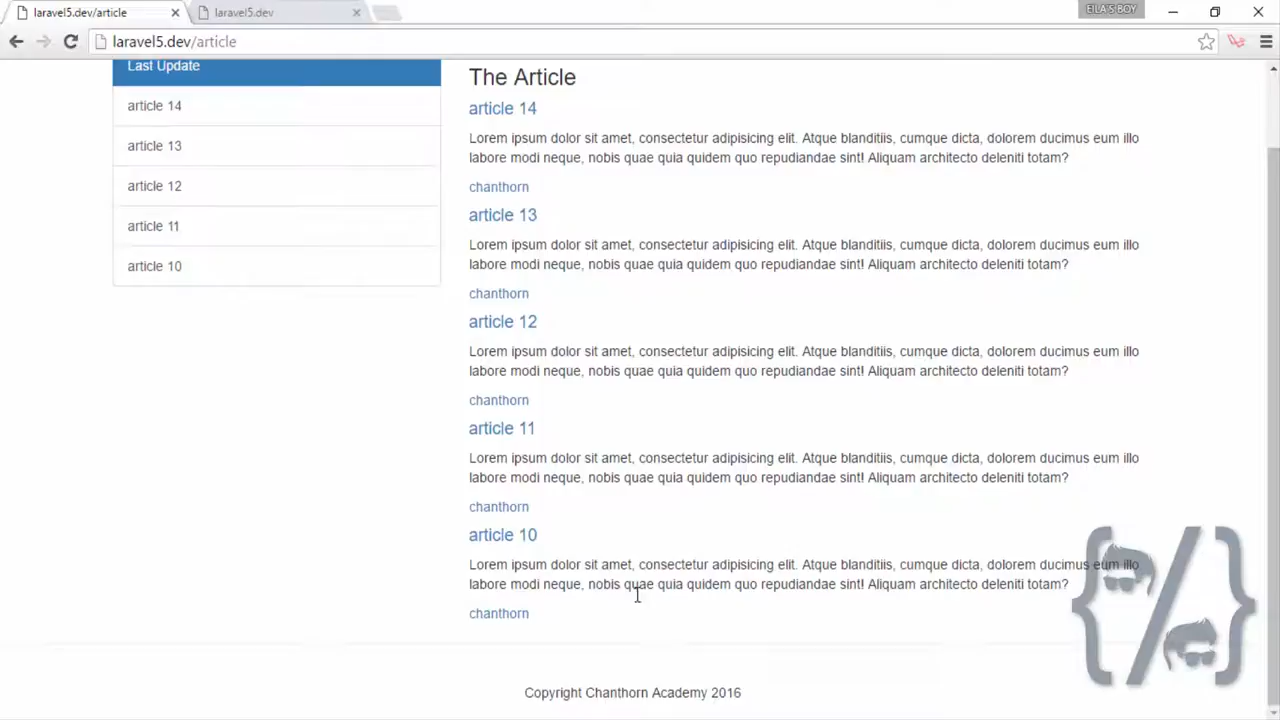 laravel5.dev/article
laravel5.dev
EILA'S BOY
laravel5.dev/article
Last Update
article 14
article 13
article 12
article 11
article 10
The Article
article 14
Lorem ipsum dolor sit amet, consectetur adipisicing elit. Atque blanditiis, cumque dicta, dolorem ducimus eum illo
labore modi neque, nobis quae quia quidem quo repudiandae sint! Aliquam architecto deleniti totam?
chanthorn
article 13
Lorem ipsum dolor sit amet, consectetur adipisicing elit. Atque blanditiis, cumque dicta, dolorem ducimus eum illo
labore modi neque, nobis quae quia quidem quo repudiandae sint! Aliquam architecto deleniti totam?
chanthorn
article 12
Lorem ipsum dolor sit amet, consectetur adipisicing elit. Atque blanditiis, cumque dicta, dolorem ducimus eum illo
labore modi neque, nobis quae quia quidem quo repudiandae sint! Aliquam architecto deleniti totam?
chanthorn
article 11
Lorem ipsum dolor sit amet, consectetur adipisicing elit. Atque blanditiis, cumque dicta, dolorem ducimus eum illo
labore modi neque, nobis quae quia quidem quo repudiandae sint! Aliquam architecto deleniti totam?
chanthorn
article 10
Lorem ipsum dolor sit amet, consectetur adipisicing elit. Atque blanditiis, cumque dicta, dolorem ducimus eum illo
labore modi neque, nobis quae quia quidem quo repudiandae sint! Aliquam architecto deleniti totam?
chanthorn
Copyright Chanthorn Academy 2016